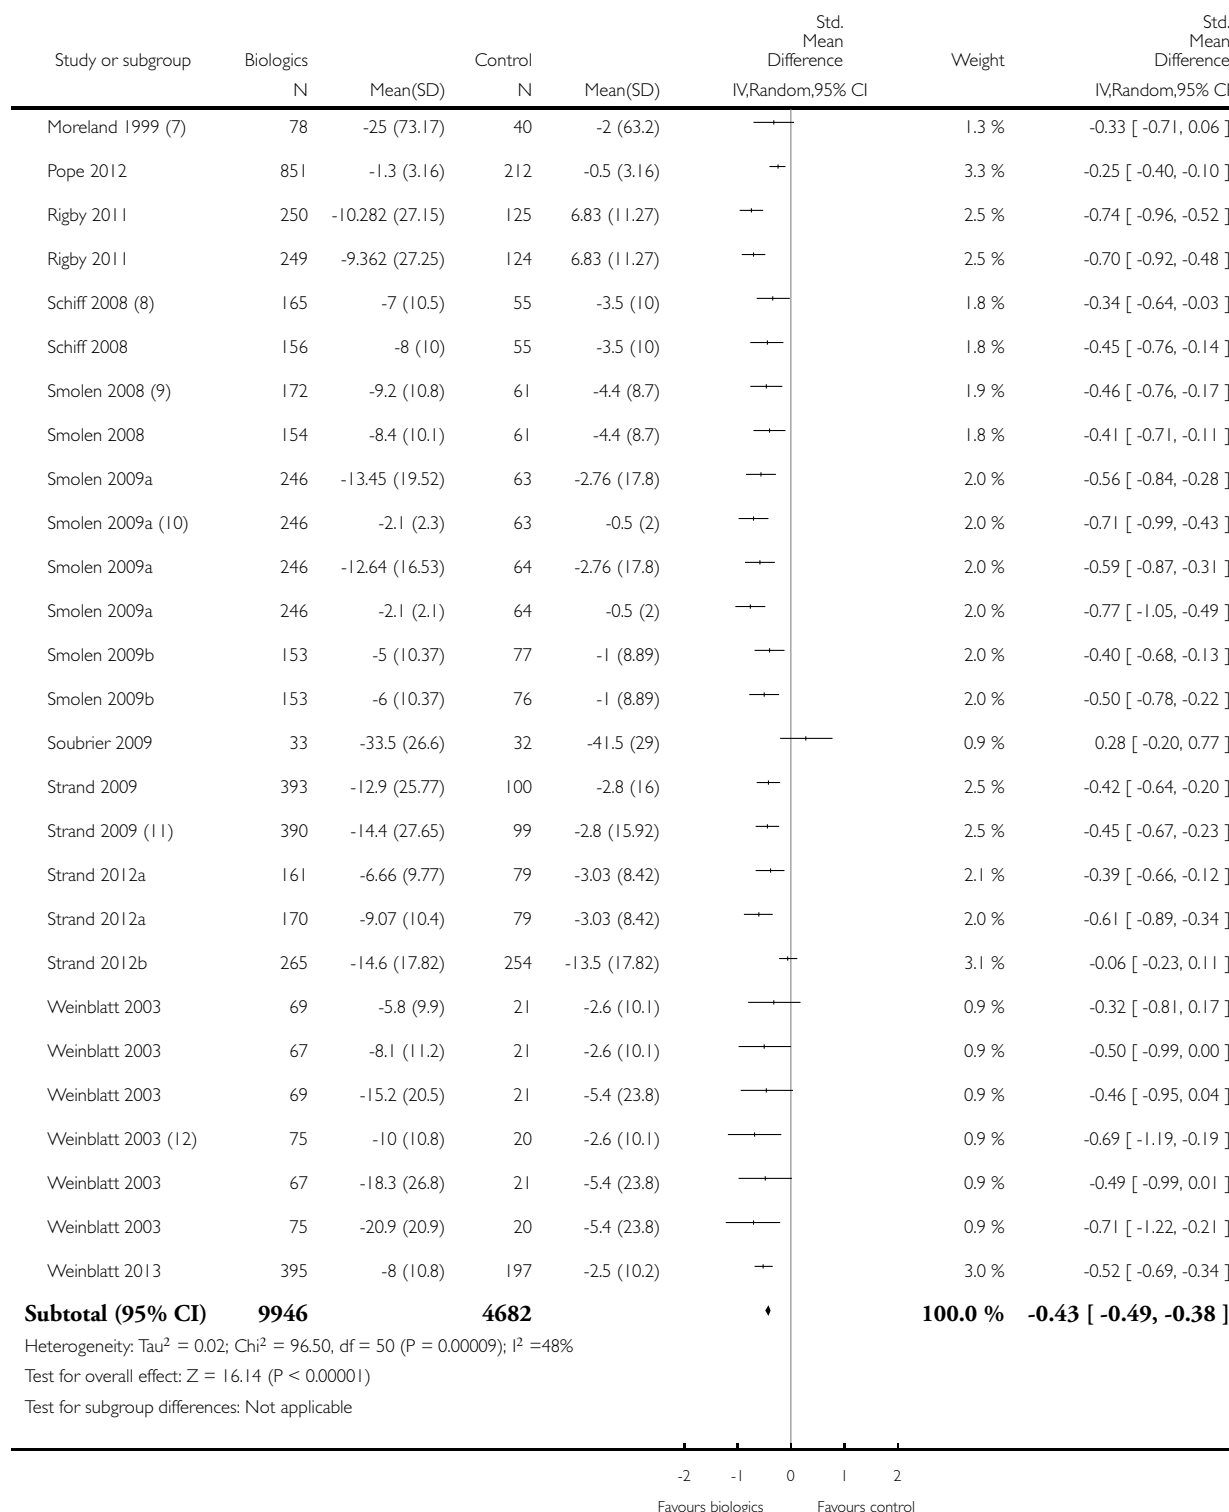 Std.
Mean
Difference
Std.
Mean
Difference
Study or subgroup Biologics Control Weight
N Mean(SD) N Mean(SD) IV,Random,95% CI IV,Random,95% CI
Moreland 1999 (7) 78 -25 (73.17) 40 -2 (63.2) 1.3 % -0.33 [ -0.71, 0.06 ]
Pope 2012 851 -1.3 (3.16) 212 -0.5 (3.16) 3.3 % -0.25 [ -0.40, -0.10 ]
Rigby 2011 250 -10.282 (27.15) 125 6.83 (11.27) 2.5 % -0.74 [ -0.96, -0.52 ]
Rigby 2011 249 -9.362 (27.25) 124 6.83 (11.27) 2.5 % -0.70 [ -0.92, -0.48 ]
Schiff 2008 (8) 165 -7 (10.5) 55 -3.5 (10) 1.8 % -0.34 [ -0.64, -0.03 ]
Schiff 2008 156 -8 (10) 55 -3.5 (10) 1.8 % -0.45 [ -0.76, -0.14 ]
Smolen 2008 (9) 172 -9.2 (10.8) 61 -4.4 (8.7) 1.9 % -0.46 [ -0.76, -0.17 ]
Smolen 2008 154 -8.4 (10.1) 61 -4.4 (8.7) 1.8 % -0.41 [ -0.71, -0.11 ]
Smolen 2009a 246 -13.45 (19.52) 63 -2.76 (17.8) 2.0 % -0.56 [ -0.84, -0.28 ]
Smolen 2009a (10) 246 -2.1 (2.3) 63 -0.5 (2) 2.0 % -0.71 [ -0.99, -0.43 ]
Smolen 2009a 246 -12.64 (16.53) 64 -2.76 (17.8) 2.0 % -0.59 [ -0.87, -0.31 ]
Smolen 2009a 246 -2.1 (2.1) 64 -0.5 (2) 2.0 % -0.77 [ -1.05, -0.49 ]
Smolen 2009b 153 -5 (10.37) 77 -1 (8.89) 2.0 % -0.40 [ -0.68, -0.13 ]
Smolen 2009b 153 -6 (10.37) 76 -1 (8.89) 2.0 % -0.50 [ -0.78, -0.22 ]
Soubrier 2009 33 -33.5 (26.6) 32 -41.5 (29) 0.9 % 0.28 [ -0.20, 0.77 ]
Strand 2009 393 -12.9 (25.77) 100 -2.8 (16) 2.5 % -0.42 [ -0.64, -0.20 ]
Strand 2009 (11) 390 -14.4 (27.65) 99 -2.8 (15.92) 2.5 % -0.45 [ -0.67, -0.23 ]
Strand 2012a 161 -6.66 (9.77) 79 -3.03 (8.42) 2.1 % -0.39 [ -0.66, -0.12 ]
Strand 2012a 170 -9.07 (10.4) 79 -3.03 (8.42) 2.0 % -0.61 [ -0.89, -0.34 ]
Strand 2012b 265 -14.6 (17.82) 254 -13.5 (17.82) 3.1 % -0.06 [ -0.23, 0.11 ]
Weinblatt 2003 69 -5.8 (9.9) 21 -2.6 (10.1) 0.9 % -0.32 [ -0.81, 0.17 ]
Weinblatt 2003 67 -8.1 (11.2) 21 -2.6 (10.1) 0.9 % -0.50 [ -0.99, 0.00 ]
Weinblatt 2003 69 -15.2 (20.5) 21 -5.4 (23.8) 0.9 % -0.46 [ -0.95, 0.04 ]
Weinblatt 2003 (12) 75 -10 (10.8) 20 -2.6 (10.1) 0.9 % -0.69 [ -1.19, -0.19 ]
Weinblatt 2003 67 -18.3 (26.8) 21 -5.4 (23.8) 0.9 % -0.49 [ -0.99, 0.01 ]
Weinblatt 2003 75 -20.9 (20.9) 20 -5.4 (23.8) 0.9 % -0.71 [ -1.22, -0.21 ]
Weinblatt 2013 395 -8 (10.8) 197 -2.5 (10.2) 3.0 % -0.52 [ -0.69, -0.34 ]
Subtotal (95% CI) 9946 4682 100.0 % -0.43 [ -0.49, -0.38 ]
Heterogeneity: Tau² = 0.02; Chi² = 96.50, df = 50 (P = 0.00009); I² =48%
Test for overall effect: Z = 16.14 (P < 0.00001)
Test for subgroup differences: Not applicable
-2 -1 0 1 2
Favours biologics Favours control